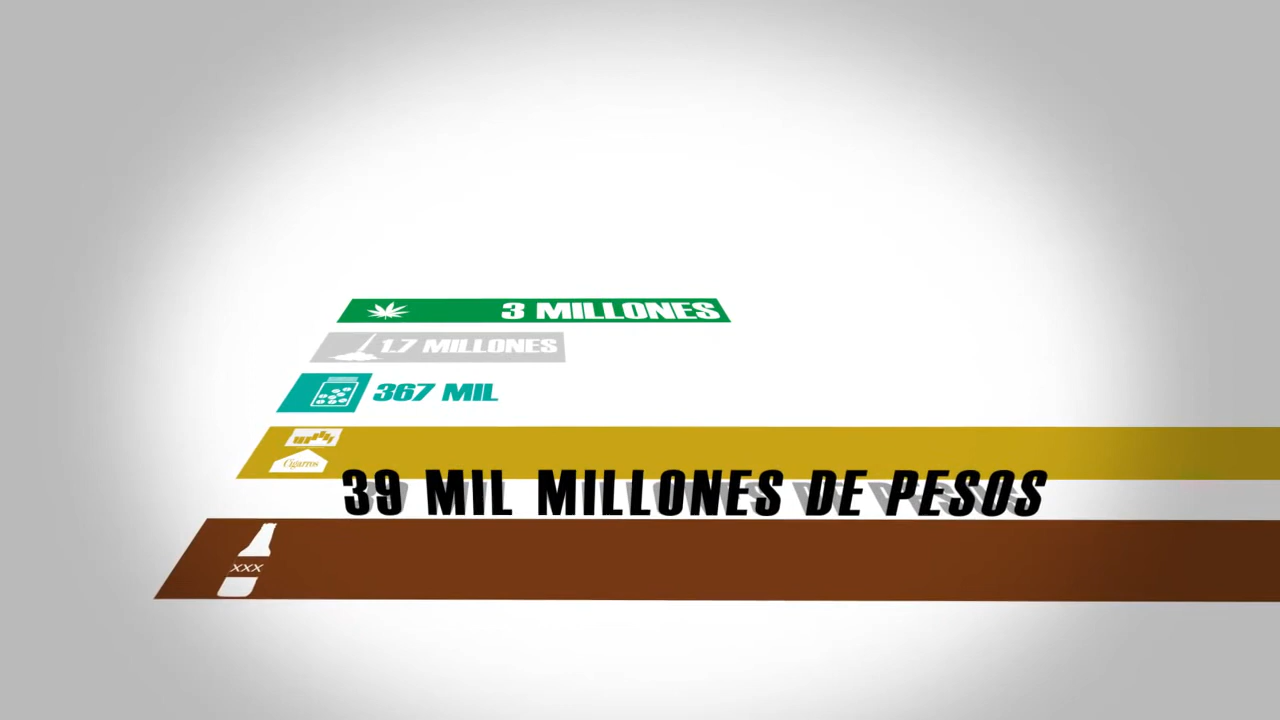 3 MILLONES
1.7 MILLONES
367 MIL
Cigarros
39 MIL MILLONES DE PESOS
XXX